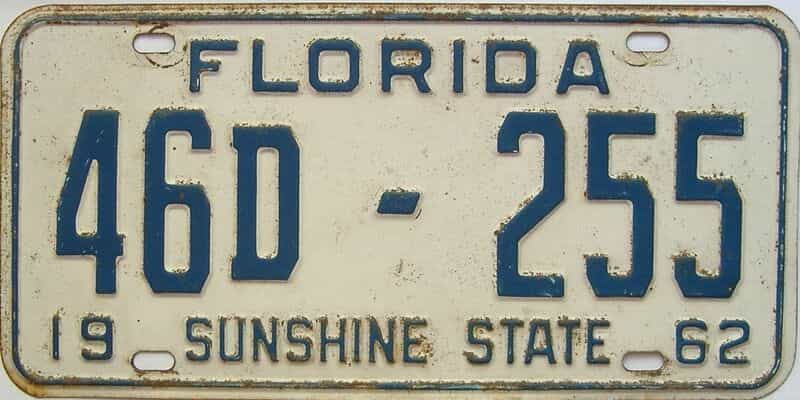 FLORIDA
46D - 255
19 SUNSHINE STATE 62